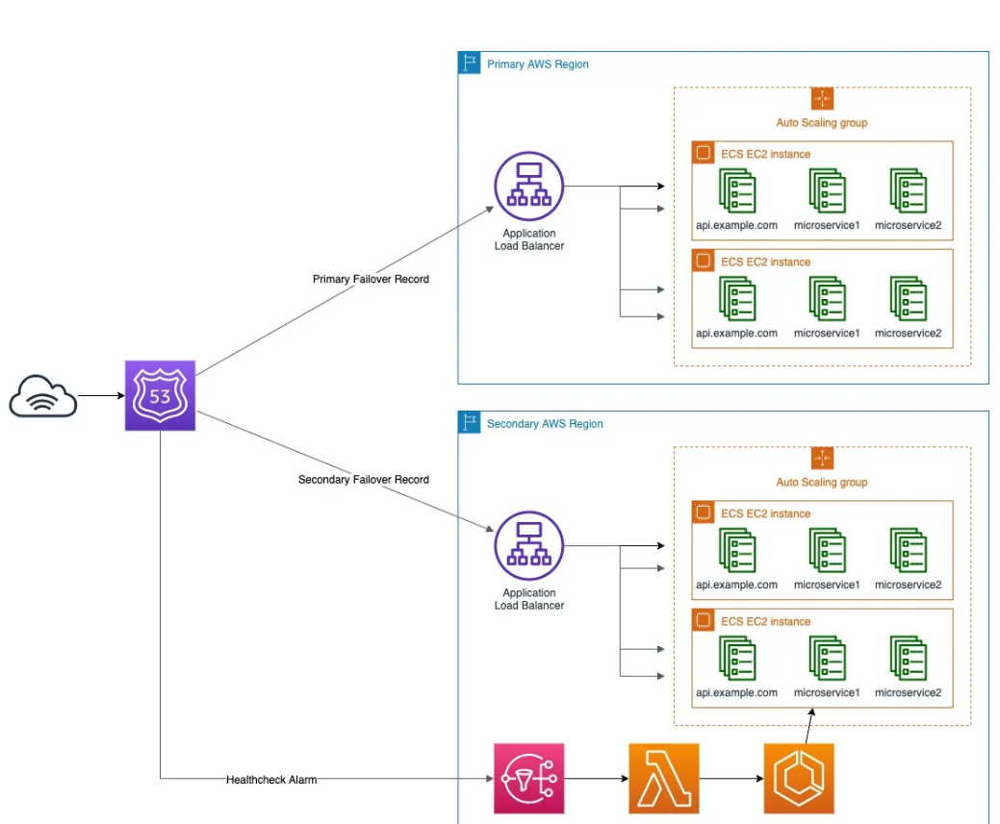 Primary AWS Region
Auto Scaling group
ECS EC2 instance
api.example.com
microservice1
microservice2
Application
Load Balancer
ECS EC2 instance
api.example.com
microservice1
microservice2
Primary Failover Record
53
Secondary AWS Region
Secondary Failover Record
Auto Scaling group
ECS EC2 instance
api.example.com
microservice1
microservice2
Application
Load Balancer
ECS EC2 instance
api.example.com
microservice1
microservice2
Healthcheck Alarm